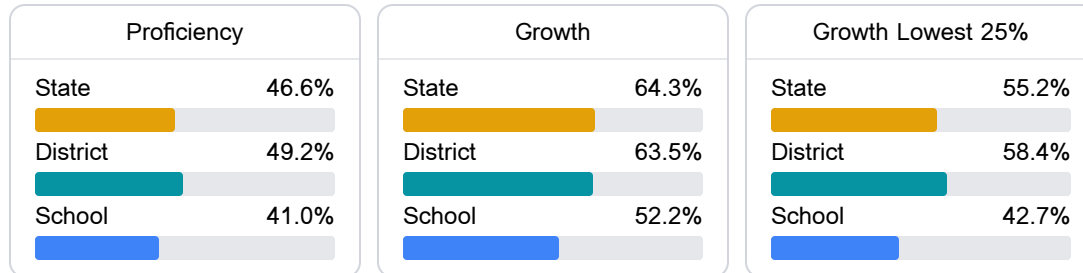 Proficiency
State 46.6%
District 49.2%
School 41.0%
Growth
State 64.3%
District 63.5%
School 52.2%
Growth Lowest 25%
State 55.2%
District 58.4%
School 42.7%